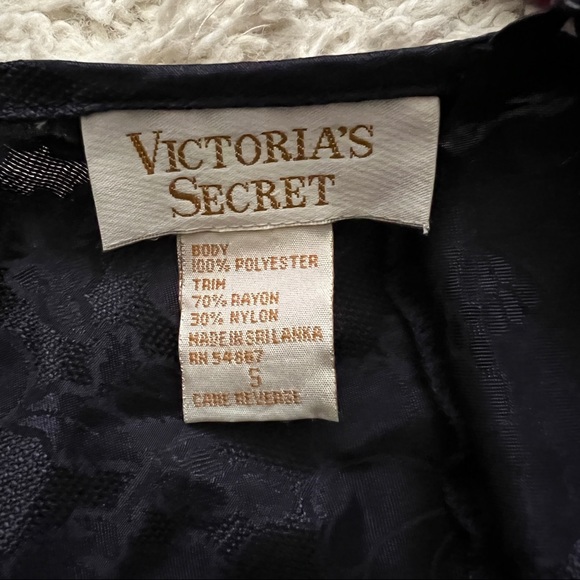 VICTORIA'S
SECRET
BODY
100% POLYESTER
TRIM
70% RAYON
30% NYLON
MADE IN SRI LANKA
RN 54867
S
CARE REVERSE